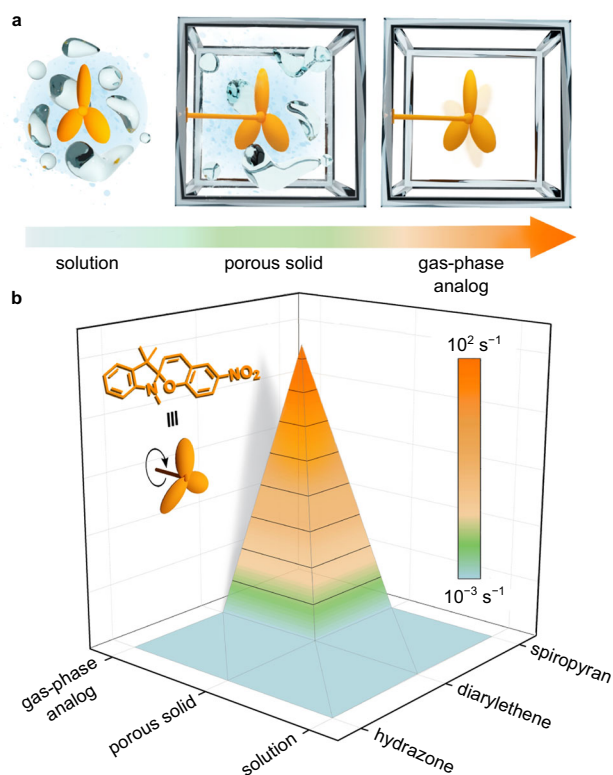 a
solution
porous solid
gas-phase
analog
b
NO₂
N
O
10² s⁻¹
10⁻³ s⁻¹
gas-phase
analog
porous solid
solution
hydrazone
diarylethene
spiropyran